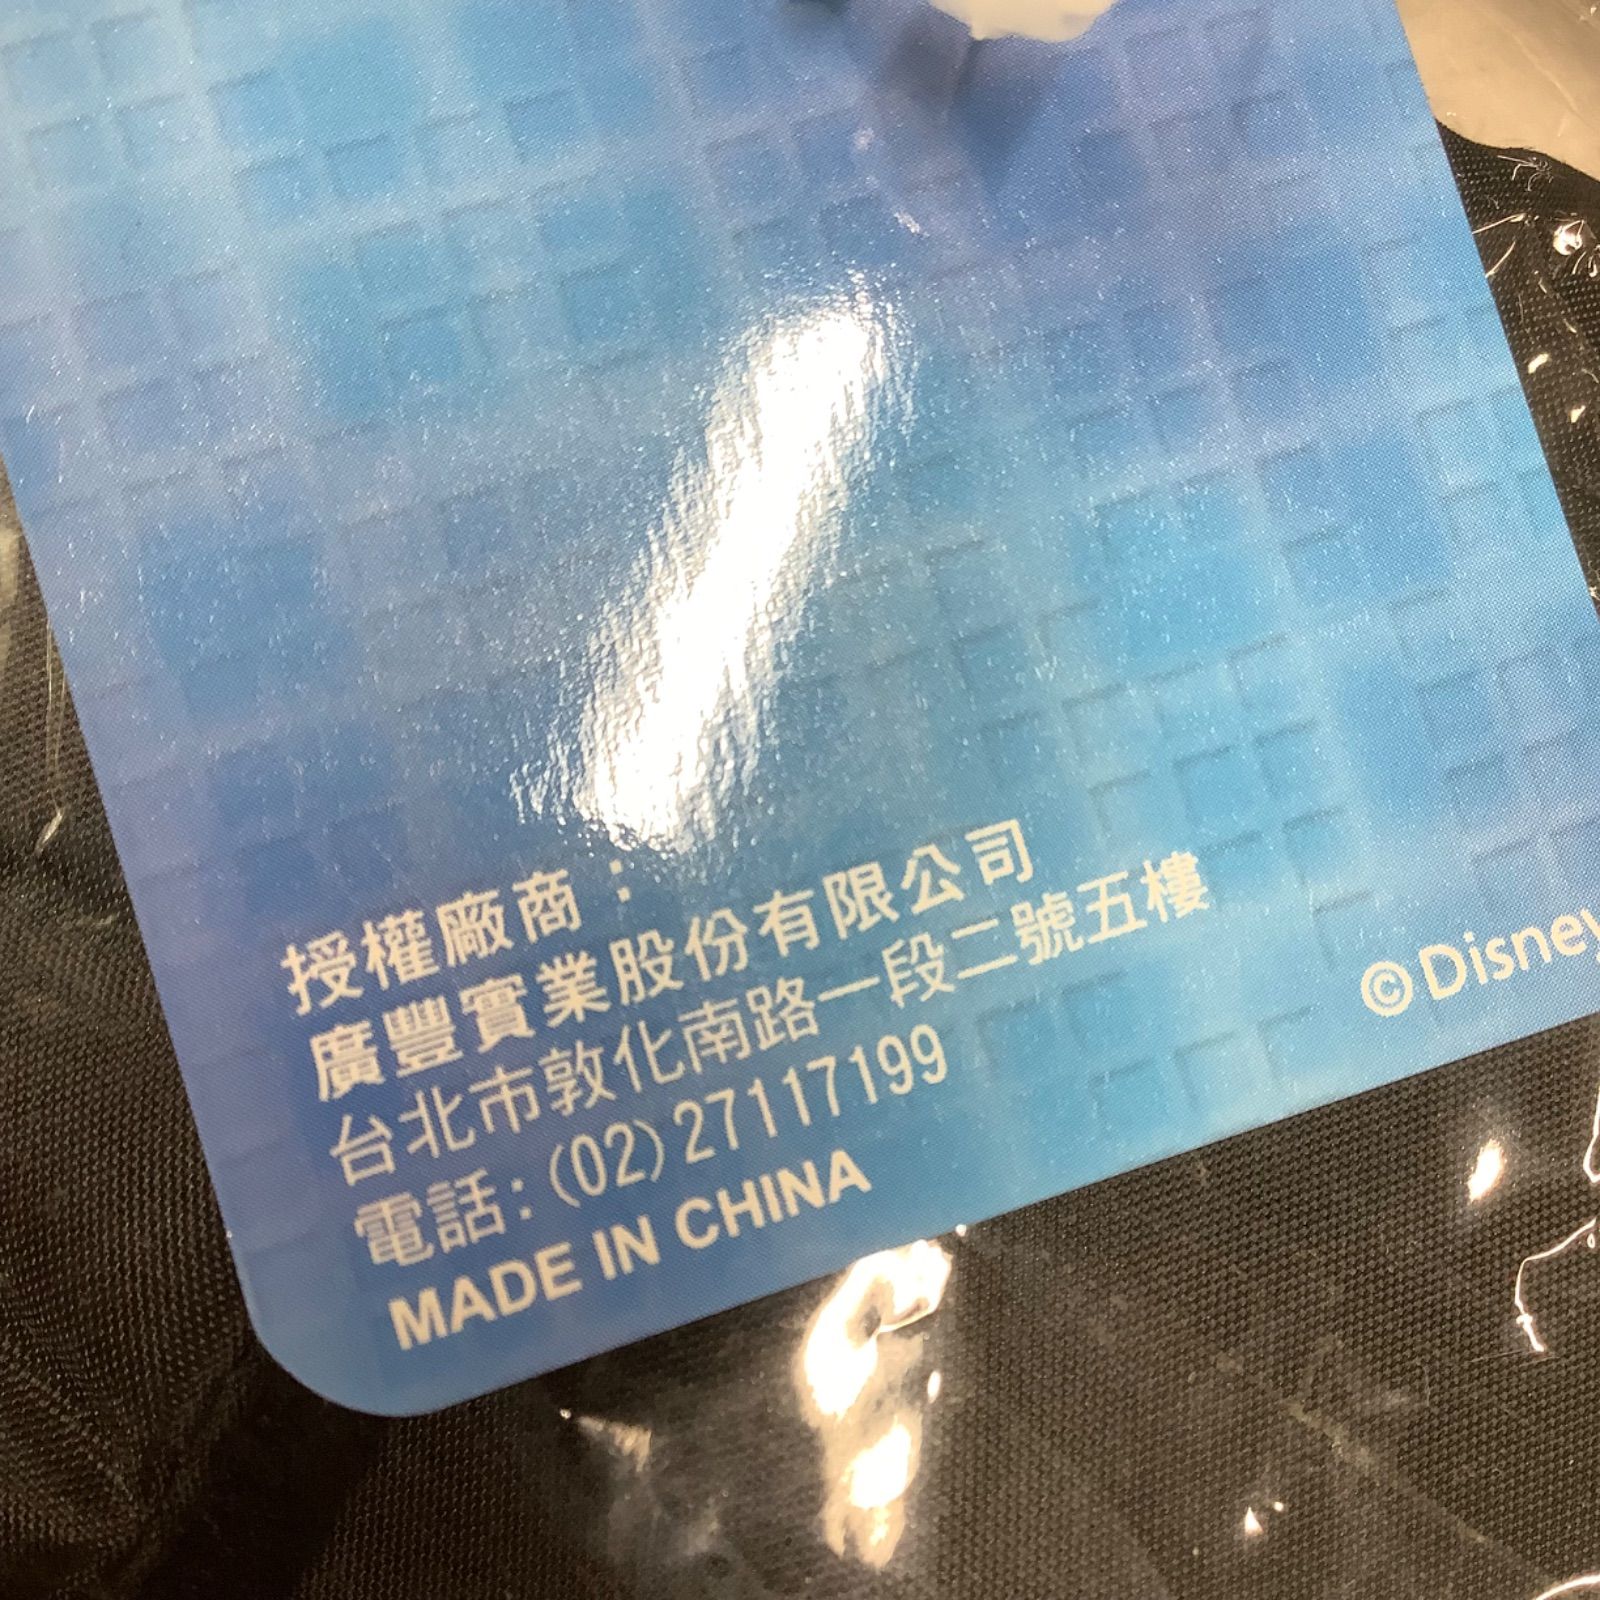 授權廠商：
廣豐實業股份有限公司
台北市敦化南路一段二號五樓
電話：(02)27117199
MADE IN CHINA
©Disney